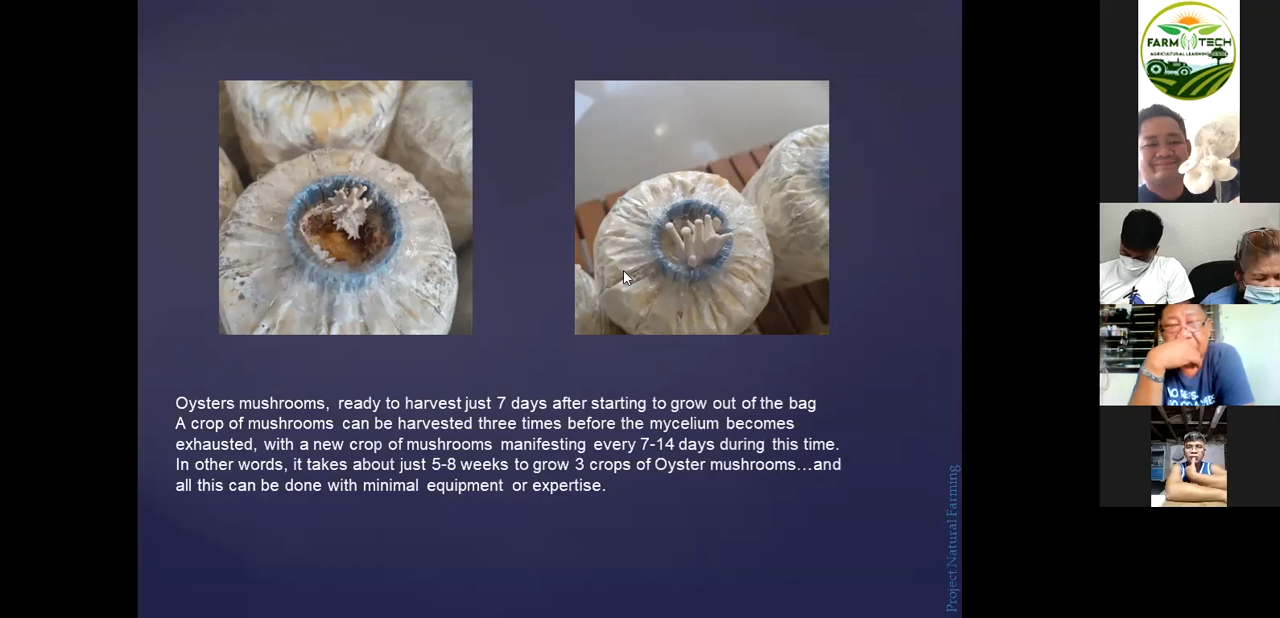 Oysters mushrooms, ready to harvest just 7 days after starting to grow out of the bag
A crop of mushrooms can be harvested three times before the mycelium becomes
exhausted, with a new crop of mushrooms manifesting every 7-14 days during this time.
In other words, it takes about just 5-8 weeks to grow 3 crops of Oyster mushrooms…and
all this can be done with minimal equipment or expertise.
Project Natural Farming
FARM TECH
AGRICULTURAL LEARNING